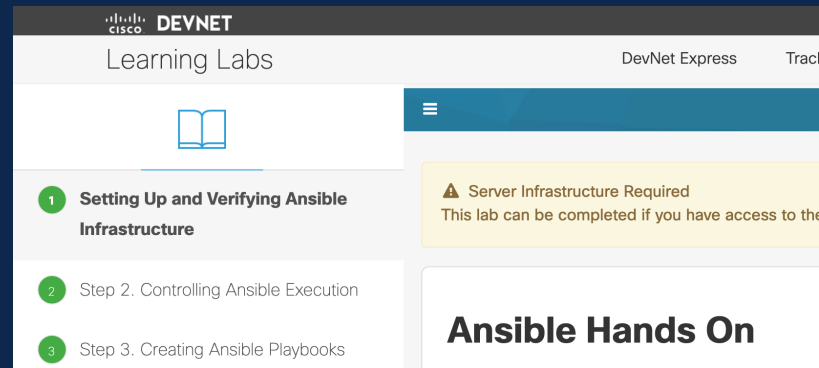 CISCO DEVNET
Learning Labs
DevNet Express
Server Infrastructure Required
This lab can be completed if you have access to the
1 Setting Up and Verifying Ansible
Infrastructure
2 Step 2. Controlling Ansible Execution
3 Step 3. Creating Ansible Playbooks
Ansible Hands On